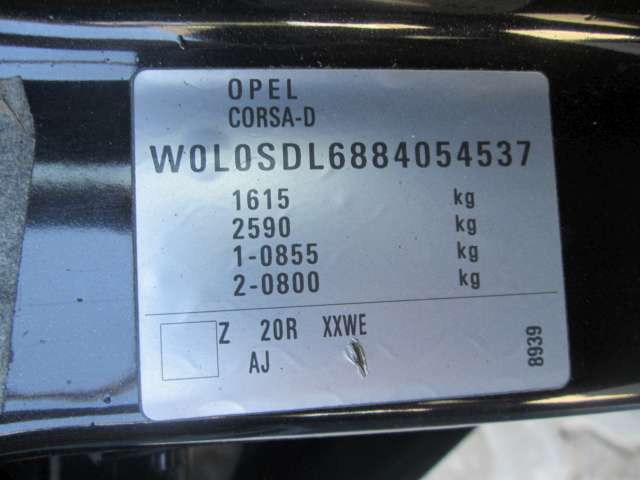 OPEL
CORSA-D
W0L0SDL6884054537
1615 kg
2590 kg
1-0855 kg
2-0800 kg
Z 20R XXWE
AJ
8939